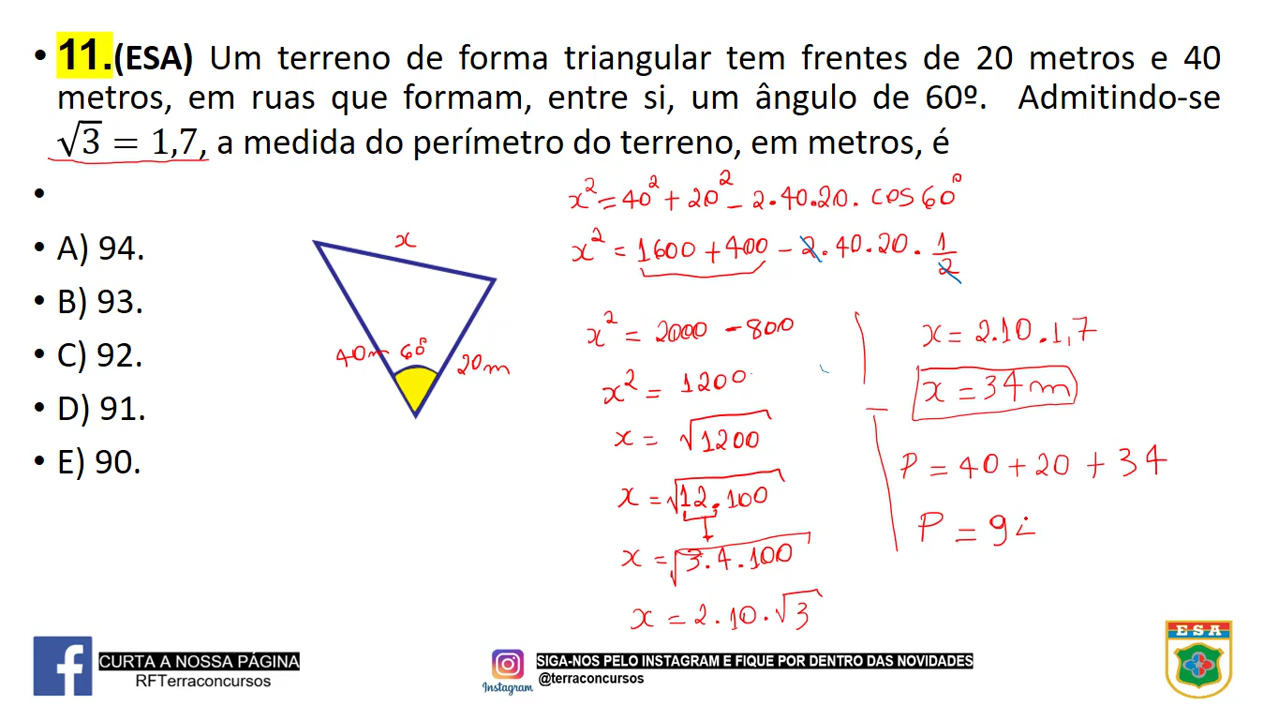 • 11.(ESA) Um terreno de forma triangular tem frentes de 20 metros e 40
metros, em ruas que formam, entre si, um ângulo de 60º. Admitindo-se
√3 = 1,7, a medida do perímetro do terreno, em metros, é
•
• A) 94.
• B) 93.
• C) 92.
• D) 91.
• E) 90.
x
40m 60° 20m
x² = 40² + 20² - 2.40.20. cos 60°
x² = 1600 + 400 - 2.40.20. 1/2
x² = 2000 - 800
x² = 1200
x = √1200
x = √12.100
x = √3.4.100
x = 2.10.√3
x = 2.10.1,7
x = 34m
P = 40 + 20 + 34
P = 9
CURTA A NOSSA PÁGINA
RFTerraconcursos
Instagram
SIGA-NOS PELO INSTAGRAM E FIQUE POR DENTRO DAS NOVIDADES
@terraconcursos
ESA